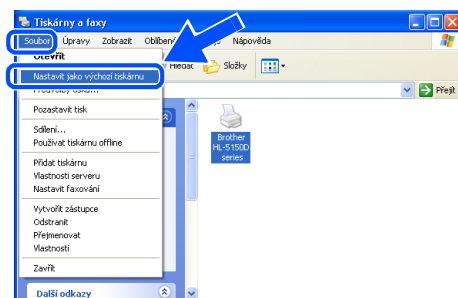 Tiskárny a faxy
Soubor Úpravy Zobrazit Nápověda
Otevřít
Nastavit jako výchozí tiskárnu
Hledat Složky
Přejít
Pozastavit tisk
Sdílení...
Používat tiskárnu offline
Přidat tiskárnu
Vlastnosti serveru
Nastavit faxování
Vytvořit zástupce
Odstranit
Přejmenovat
Vlastnosti
Zavřít
Brother
HL-5150D
series
Další odkazy